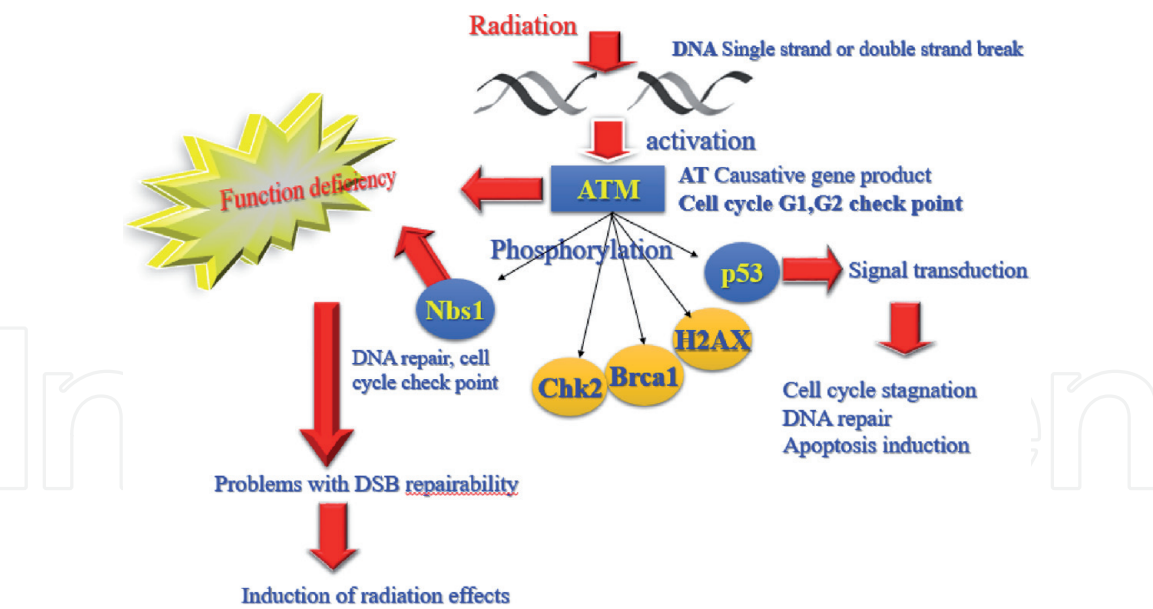 Radiation
DNA Single strand or double strand break
activation
ATM
AT Causative gene product
Cell cycle G1,G2 check point
Function deficiency
Phosphorylation
p53
Signal transduction
Nbs1
H2AX
DNA repair, cell
cycle check point
Chk2
Brca1
Cell cycle stagnation
DNA repair
Apoptosis induction
Problems with DSB repairability
Induction of radiation effects
In
en